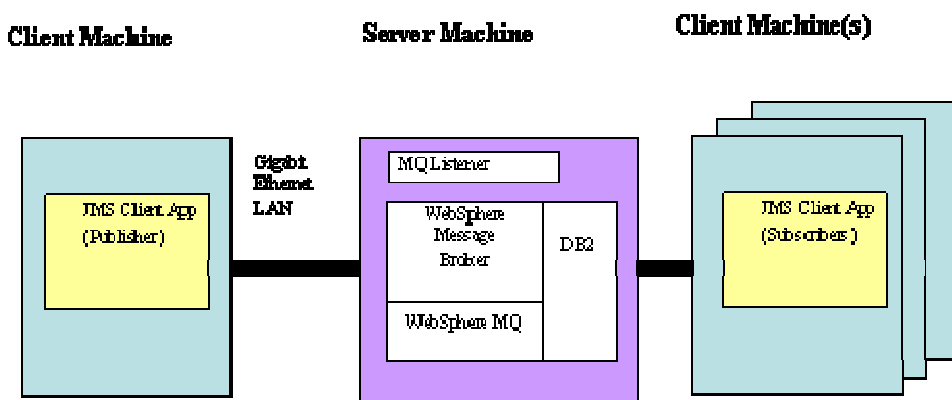 Client Machine
Server Machine
Client Machine(s)
Gigabit
Ethernet
LAN
JMS Client App
(Publisher)
MQListener
WebSphere
Message
Broker
DB2
WebSphere MQ
JMS Client App
(Subscribers)